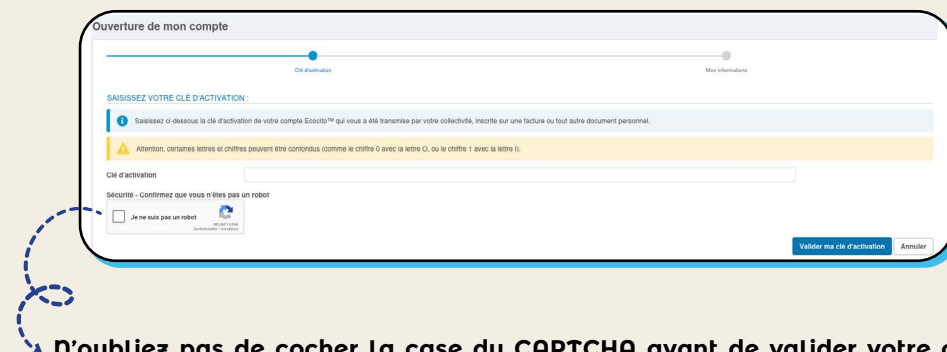 Ouverture de mon compte
Clé d'activation
Mes informations
SAISISSEZ VOTRE CLÉ D'ACTIVATION :
Saisissez ci-dessous la clé d'activation de votre compte Ecocito™ qui vous a été transmise par votre collectivité, inscrite sur une facture ou tout autre document personnel.
Attention, certaines lettres et chiffres peuvent être confondus (comme le chiffre 0 avec la lettre O, ou le chiffre 1 avec la lettre I).
Clé d'activation
Sécurité - Confirmez que vous n'êtes pas un robot
Je ne suis pas un robot
reCAPTCHA
Confidentialité - Conditions
Valider ma clé d'activation
Annuler
N'oubliez pas de cocher la case du CAPTCHA avant de valider votre